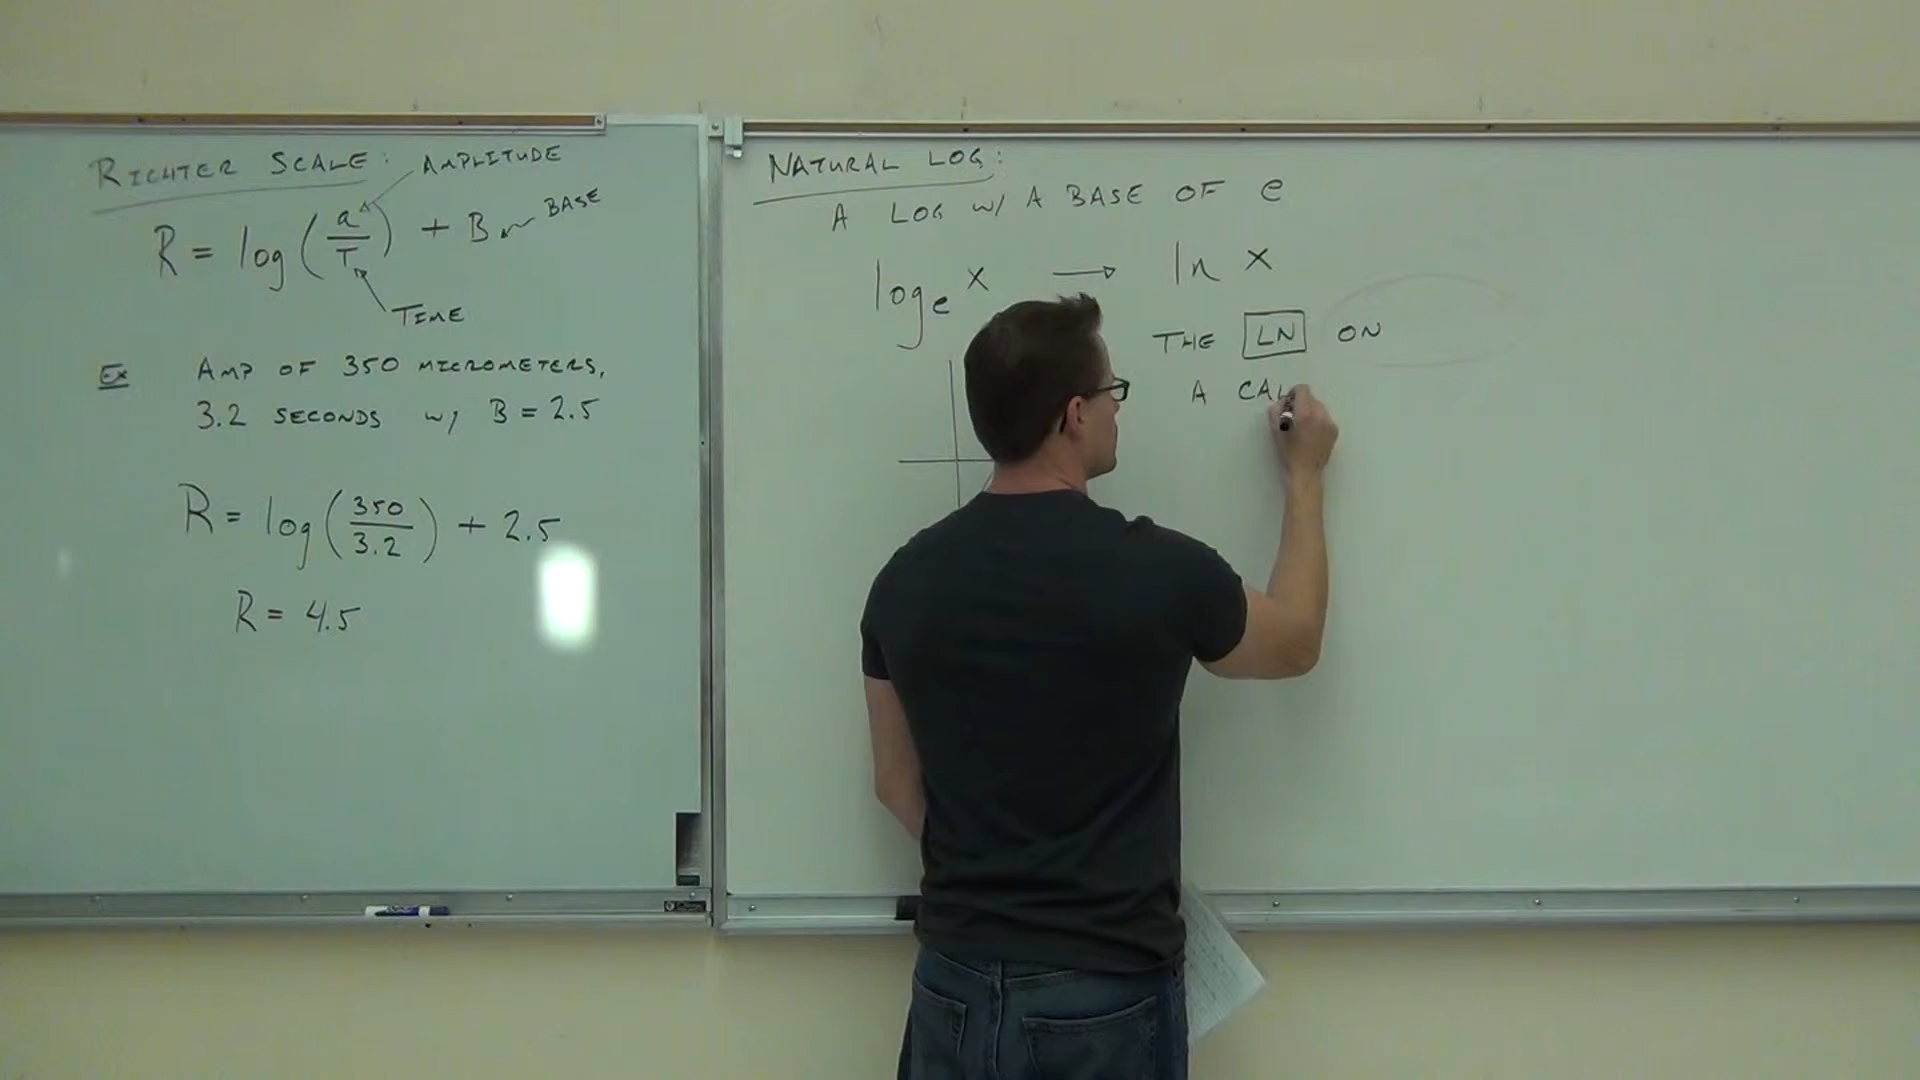 RICHTER SCALE: AMPLITUDE
R = log(a/T) + B BASE
TIME
Ex AMP OF 350 MICROMETERS,
3.2 SECONDS w/ B = 2.5
R = log(350/3.2) + 2.5
R = 4.5
NATURAL LOG:
A LOG w/ A BASE OF e
logₑ x → ln x
THE LN ON
A CAL